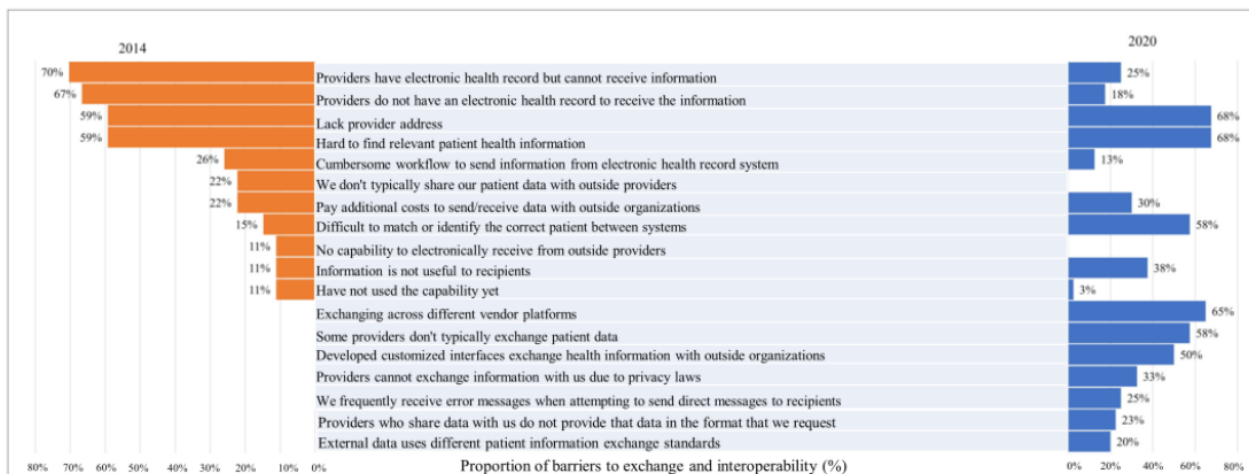 2014 2020
70% Providers have electronic health record but cannot receive information 25%
67% Providers do not have an electronic health record to receive the information 18%
59% Lack provider address 68%
59% Hard to find relevant patient health information 68%
26% Cumbersome workflow to send information from electronic health record system 13%
22% We don't typically share our patient data with outside providers
22% Pay additional costs to send/receive data with outside organizations 30%
15% Difficult to match or identify the correct patient between systems 58%
11% No capability to electronically receive from outside providers
11% Information is not useful to recipients 38%
11% Have not used the capability yet 3%
Exchanging across different vendor platforms 65%
Some providers don't typically exchange patient data 58%
Developed customized interfaces exchange health information with outside organizations 50%
Providers cannot exchange information with us due to privacy laws 33%
We frequently receive error messages when attempting to send direct messages to recipients 25%
Providers who share data with us do not provide that data in the format that we request 23%
External data uses different patient information exchange standards 20%
80% 70% 60% 50% 40% 30% 20% 10% 0% Proportion of barriers to exchange and interoperability (%) 0% 20% 40% 60% 80%